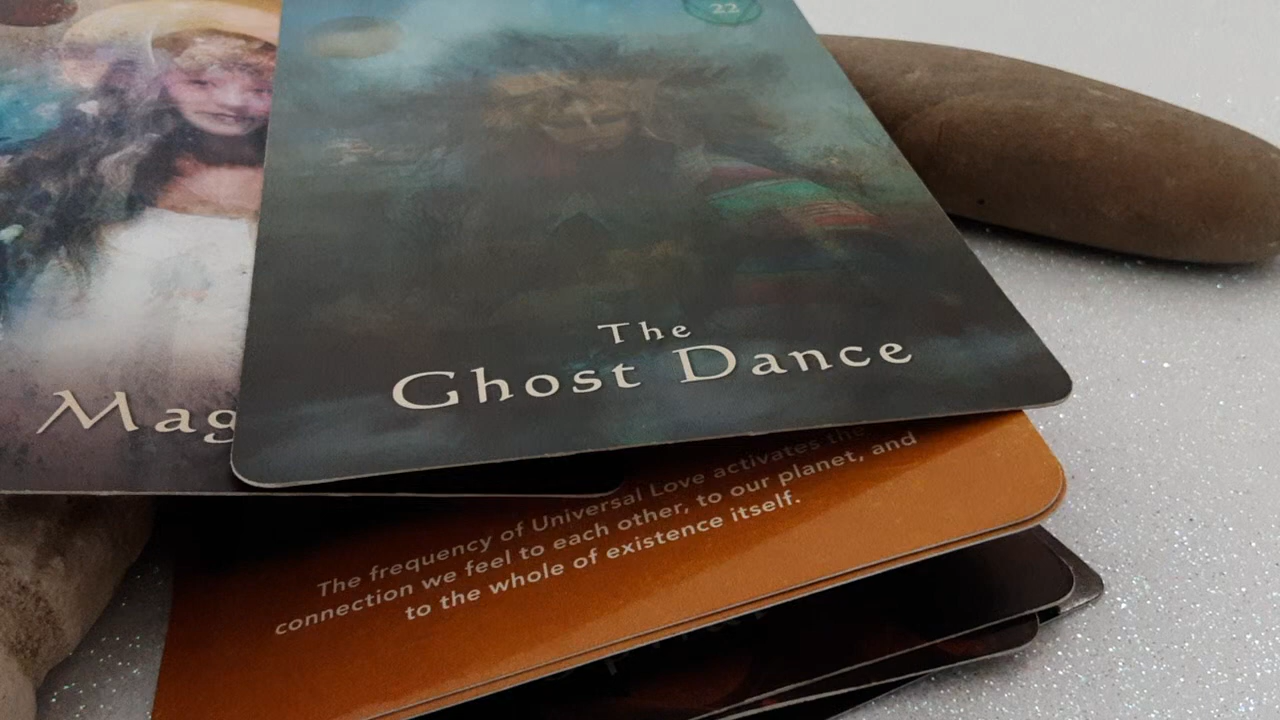 22
The
Ghost Dance
Mag
The frequency of Universal Love activates the
connection we feel to each other, to our planet, and
to the whole of existence itself.